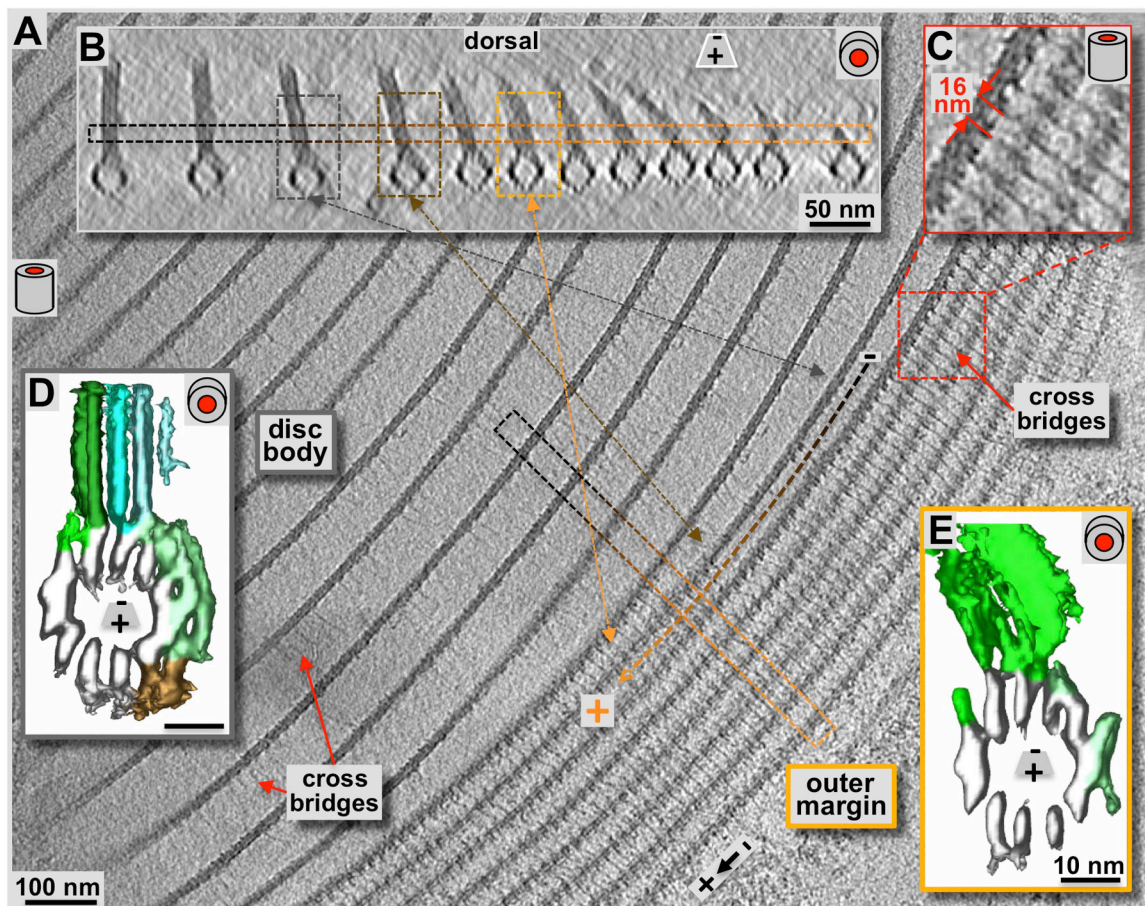 A
B
dorsal
-
+
50 nm
C
16
nm
-
cross
bridges
D
disc
body
-
+
+
cross
bridges
outer
margin
E
-
+
10 nm
+ -
100 nm